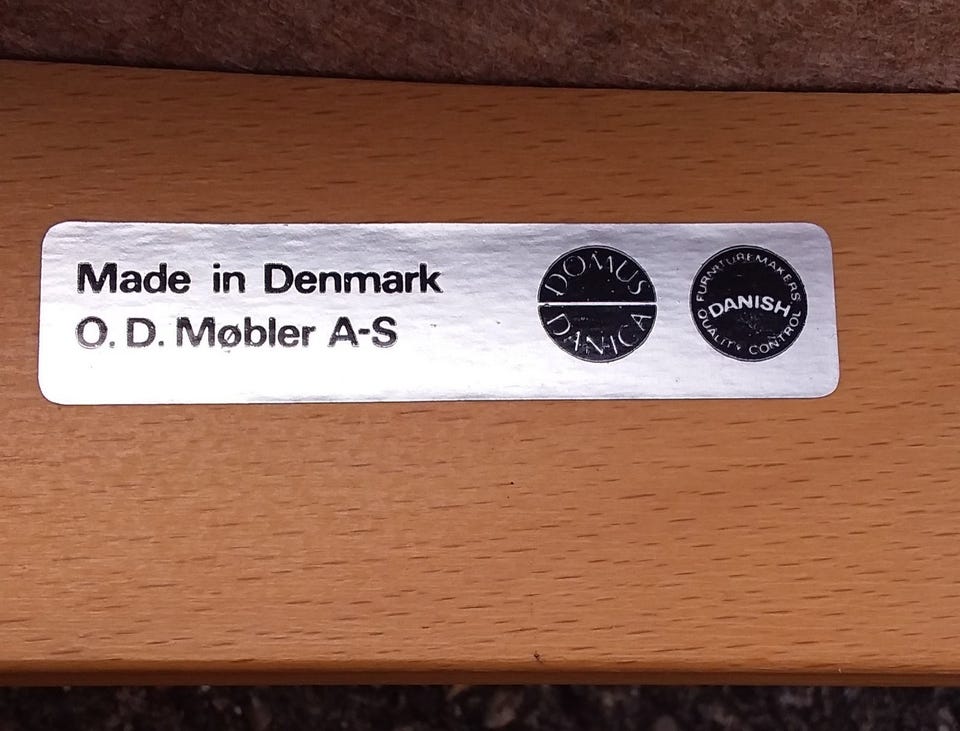 Made in Denmark
O. D. Møbler A-S
DOMUS
DANICA
FURNITUREMAKERS
DANISH
QUALITY CONTROL